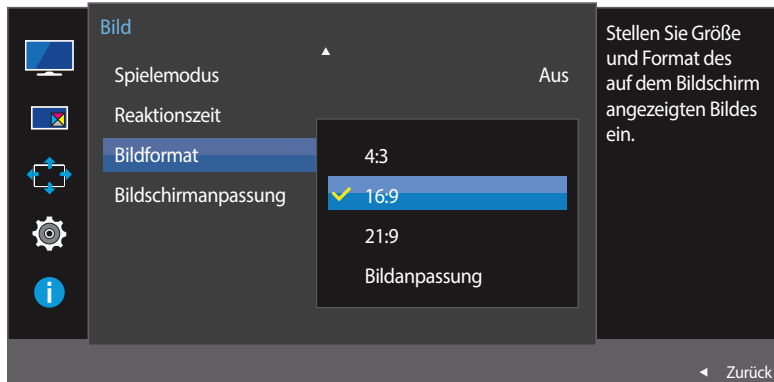 Bild
Spielemodus Aus
Reaktionszeit
Bildformat
Bildschirmanpassung
4:3
16:9
21:9
Bildanpassung
Stellen Sie Größe
und Format des
auf dem Bildschirm
angezeigten Bildes
ein.
Zurück